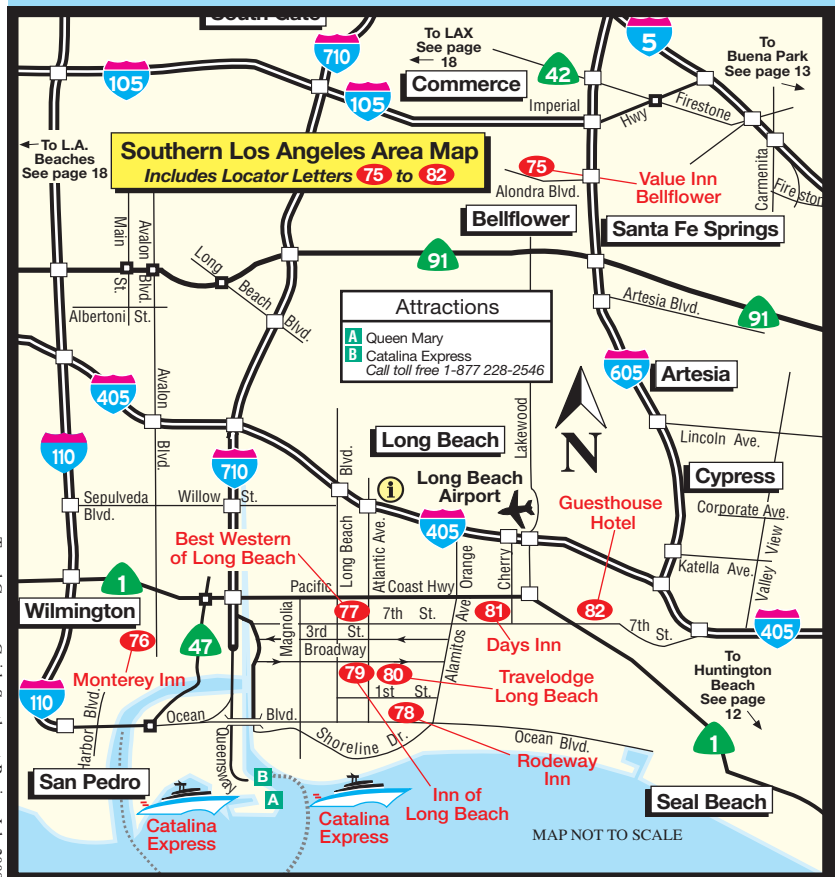 South Gate
To LAX
See page
18
Commerce
To
Buena Park
See page 13
5
710
42
105
105
Imperial
Hwy
Firestone
To L.A.
Beaches
See page 18
Southern Los Angeles Area Map
Includes Locator Letters 75 to 82
75
Alondra Blvd.
Value Inn
Bellflower
Carmenita
Firestone
Main
St.
Avalon
Blvd.
Bellflower
Santa Fe Springs
Long
Beach
Blvd.
91
Albertoni St.
Artesia Blvd.
91
Attractions
A Queen Mary
B Catalina Express
Call toll free 1-877 228-2546
405
Avalon
Blvd.
605
Artesia
N
Lakewood
Long Beach
Lincoln Ave.
110
710
Blvd.
Long Beach
Airport
Cypress
Sepulveda
Blvd.
Willow St.
i
Guesthouse
Hotel
Corporate Ave.
Best Western
of Long Beach
Long Beach
Atlantic Ave.
405
Orange
Cherry
Katella Ave.
Valley View
1
Pacific
Coast Hwy
Wilmington
77
7th St.
81
82
7th
St.
405
76
47
Magnolia
3rd
St.
Broadway
Alamitos Ave
Days Inn
Monterey Inn
79
80
Travelodge
Long Beach
To
Huntington
Beach
See page
12
110
1st St.
78
Harbor Blvd.
Ocean
Blvd.
Queensway
Shoreline Dr.
Ocean Blvd.
1
Rodeway
Inn
San Pedro
B
A
Inn of
Long Beach
Seal Beach
Catalina
Express
Catalina
Express
MAP NOT TO SCALE